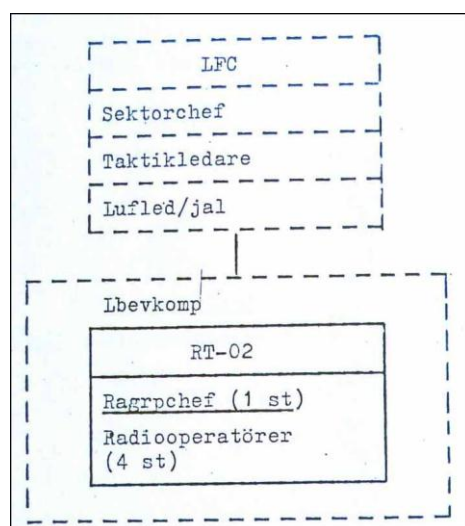 LFC
Sektorchef
Taktikledare
Lufled/jal
Lbevkomp
RT-02
Ragrpchef (1 st)
Radiooperatörer
(4 st)